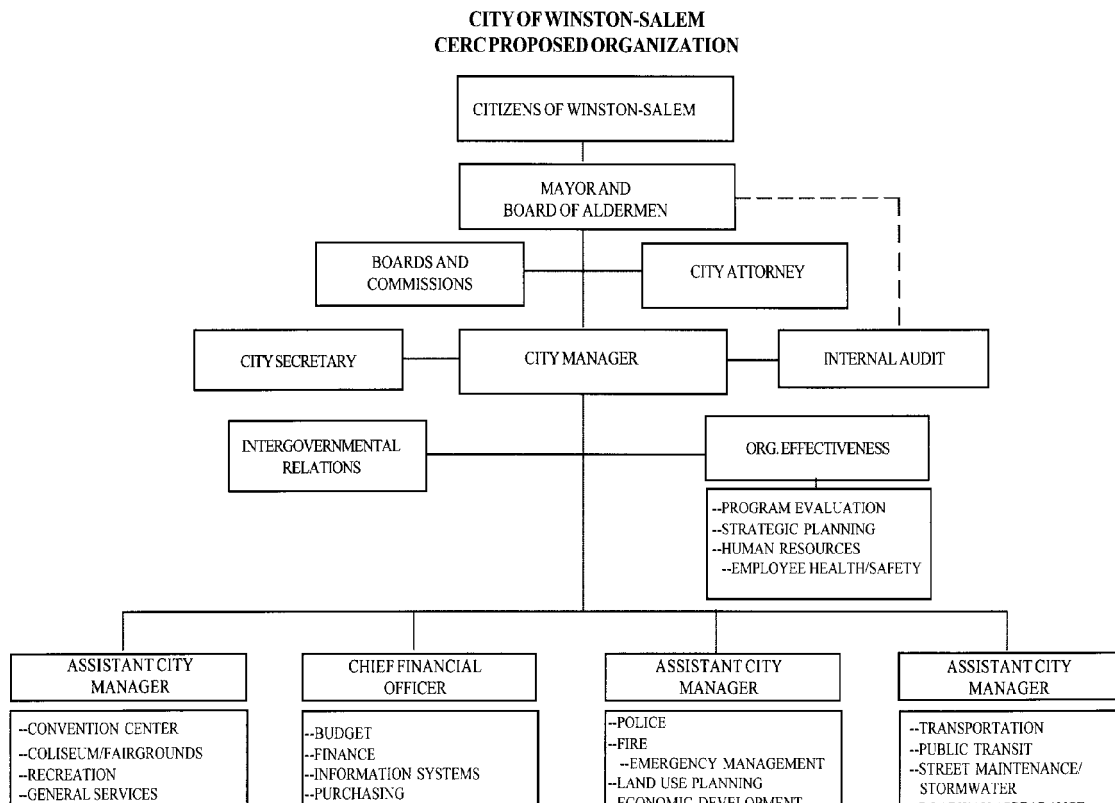 CITY OF WINSTON-SALEM
CERC PROPOSED ORGANIZATION
CITIZENS OF WINSTON-SALEM
MAYOR AND
BOARD OF ALDERMEN
BOARDS AND
COMMISSIONS
CITY ATTORNEY
CITY SECRETARY
CITY MANAGER
INTERNAL AUDIT
INTERGOVERNMENTAL
RELATIONS
ORG. EFFECTIVENESS
--PROGRAM EVALUATION
--STRATEGIC PLANNING
--HUMAN RESOURCES
--EMPLOYEE HEALTH/SAFETY
ASSISTANT CITY
MANAGER
--CONVENTION CENTER
--COLISEUM/FAIRGROUNDS
--RECREATION
--GENERAL SERVICES
CHIEF FINANCIAL
OFFICER
--BUDGET
--FINANCE
--INFORMATION SYSTEMS
--PURCHASING
ASSISTANT CITY
MANAGER
--POLICE
--FIRE
--EMERGENCY MANAGEMENT
--LAND USE PLANNING
--ECONOMIC DEVELOPMENT
ASSISTANT CITY
MANAGER
--TRANSPORTATION
--PUBLIC TRANSIT
--STREET MAINTENANCE/
STORMWATER